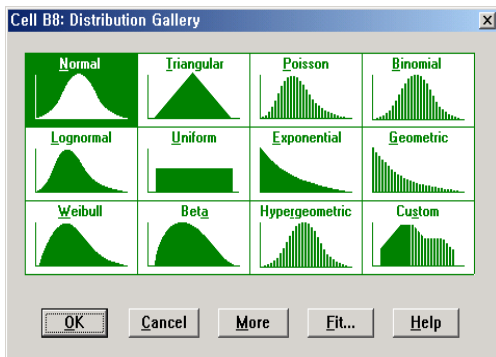 Cell B8: Distribution Gallery
Normal Triangular Poisson Binomial
Lognormal Uniform Exponential Geometric
Weibull Beta Hypergeometric Custom
OK Cancel More Fit... Help